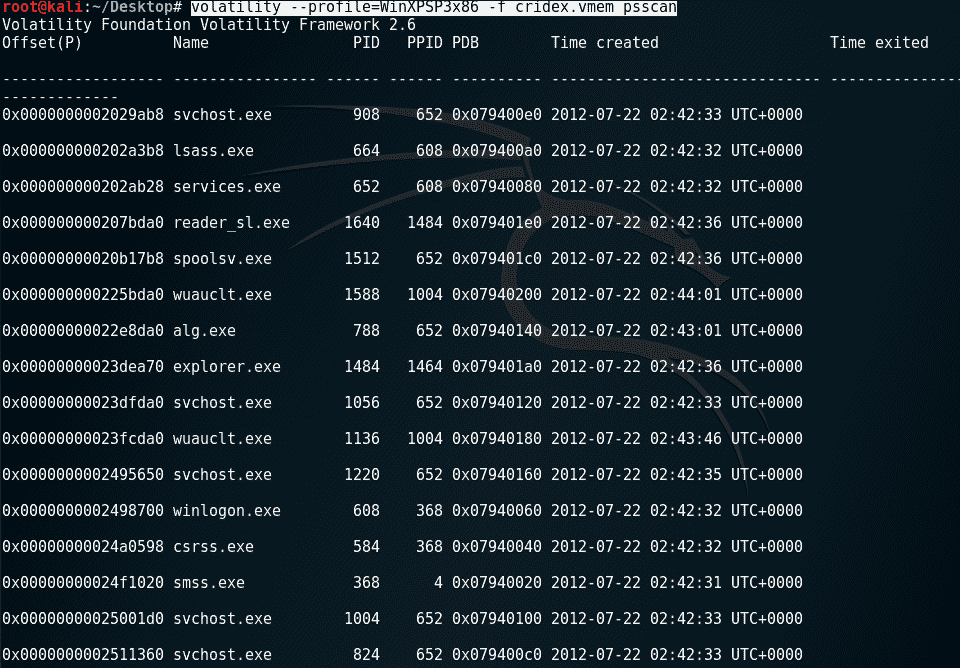 root@kali:~/Desktop# volatility --profile=WinXPSP3x86 -f cridex.vmem psscan
Volatility Foundation Volatility Framework 2.6
Offset(P)          Name                PID   PPID PDB        Time created                   Time exited
------------------ ---------------- ------ ------ ---------- ------------------------------ ---------------
-------------
0x0000000002029ab8 svchost.exe         908    652 0x079400e0 2012-07-22 02:42:33 UTC+0000
0x000000000202a3b8 lsass.exe           664    608 0x079400a0 2012-07-22 02:42:32 UTC+0000
0x000000000202ab28 services.exe        652    608 0x07940080 2012-07-22 02:42:32 UTC+0000
0x000000000207bda0 reader_sl.exe      1640   1484 0x079401e0 2012-07-22 02:42:36 UTC+0000
0x00000000020b17b8 spoolsv.exe        1512    652 0x079401c0 2012-07-22 02:42:36 UTC+0000
0x000000000225bda0 wuauclt.exe        1588   1004 0x07940200 2012-07-22 02:44:01 UTC+0000
0x00000000022e8da0 alg.exe             788    652 0x07940140 2012-07-22 02:43:01 UTC+0000
0x00000000023dea70 explorer.exe       1484   1464 0x079401a0 2012-07-22 02:42:36 UTC+0000
0x00000000023dfda0 svchost.exe        1056    652 0x07940120 2012-07-22 02:42:33 UTC+0000
0x00000000023fcda0 wuauclt.exe        1136   1004 0x07940180 2012-07-22 02:43:46 UTC+0000
0x0000000002495650 svchost.exe        1220    652 0x07940160 2012-07-22 02:42:35 UTC+0000
0x0000000002498700 winlogon.exe        608    368 0x07940060 2012-07-22 02:42:32 UTC+0000
0x00000000024a0598 csrss.exe           584    368 0x07940040 2012-07-22 02:42:32 UTC+0000
0x00000000024f1020 smss.exe            368      4 0x07940020 2012-07-22 02:42:31 UTC+0000
0x00000000025001d0 svchost.exe        1004    652 0x07940100 2012-07-22 02:42:33 UTC+0000
0x0000000002511360 svchost.exe         824    652 0x079400c0 2012-07-22 02:42:33 UTC+0000